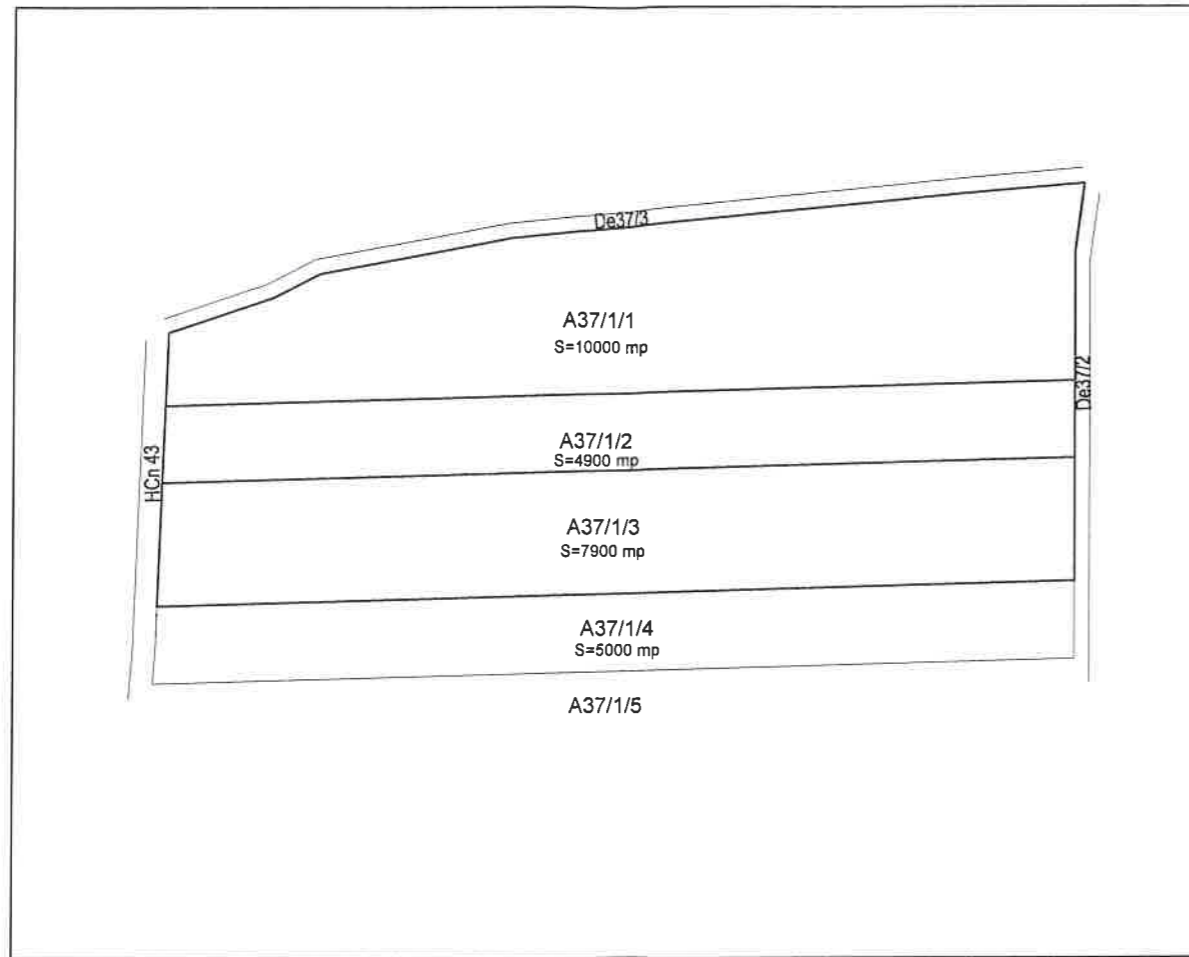 De37/3
A37/1/1
S=10000 mp
De37/2
A37/1/2
S=4900 mp
HCn 43
A37/1/3
S=7900 mp
A37/1/4
S=5000 mp
A37/1/5